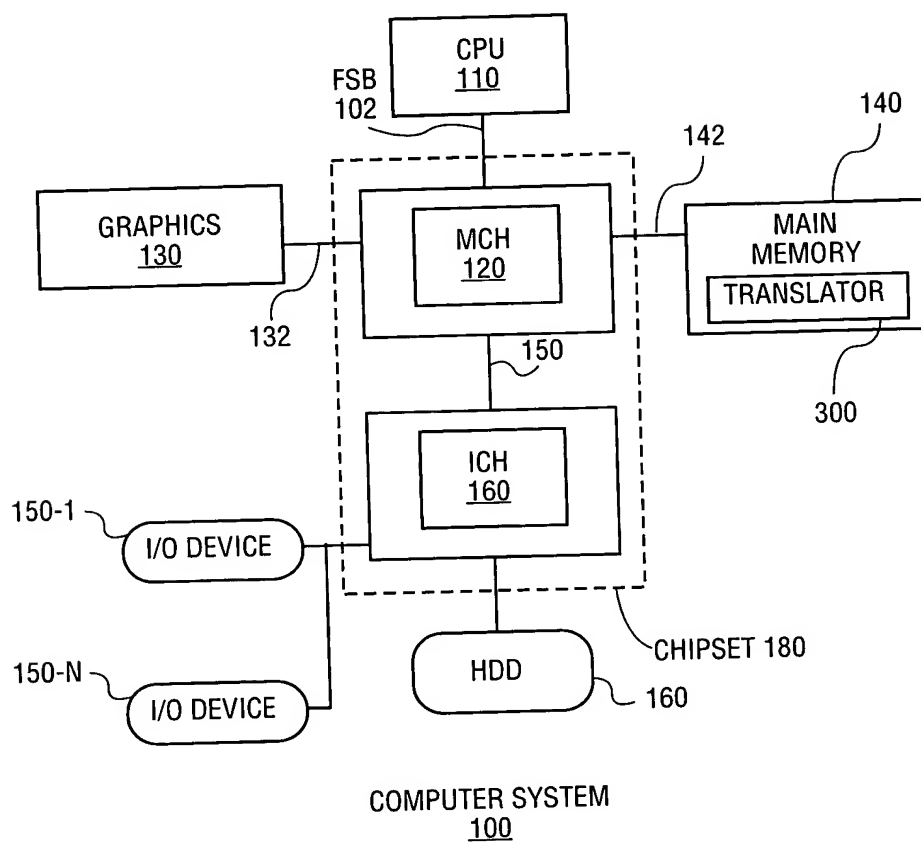 CPU
110
FSB
102
140
142
GRAPHICS
130
MCH
120
MAIN
MEMORY
TRANSLATOR
132
150
300
ICH
160
150-1
I/O DEVICE
CHIPSET 180
HDD
150-N
I/O DEVICE
160
COMPUTER SYSTEM
100